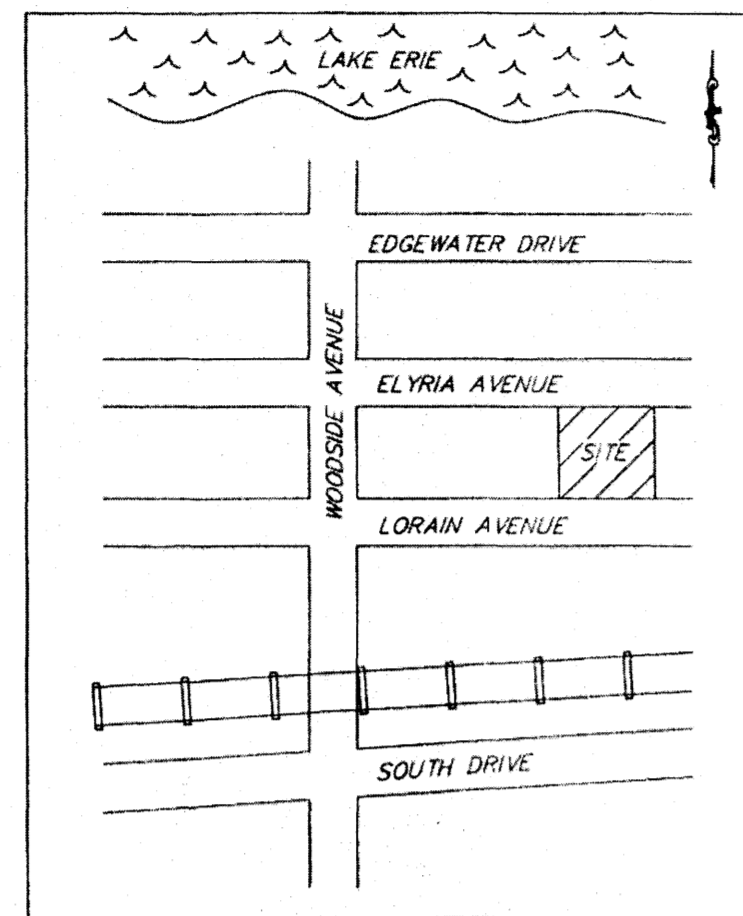 LAKE ERIE
EDGEWATER DRIVE
WOODSIDE AVENUE
ELYRIA AVENUE
SITE
LORAIN AVENUE
SOUTH DRIVE